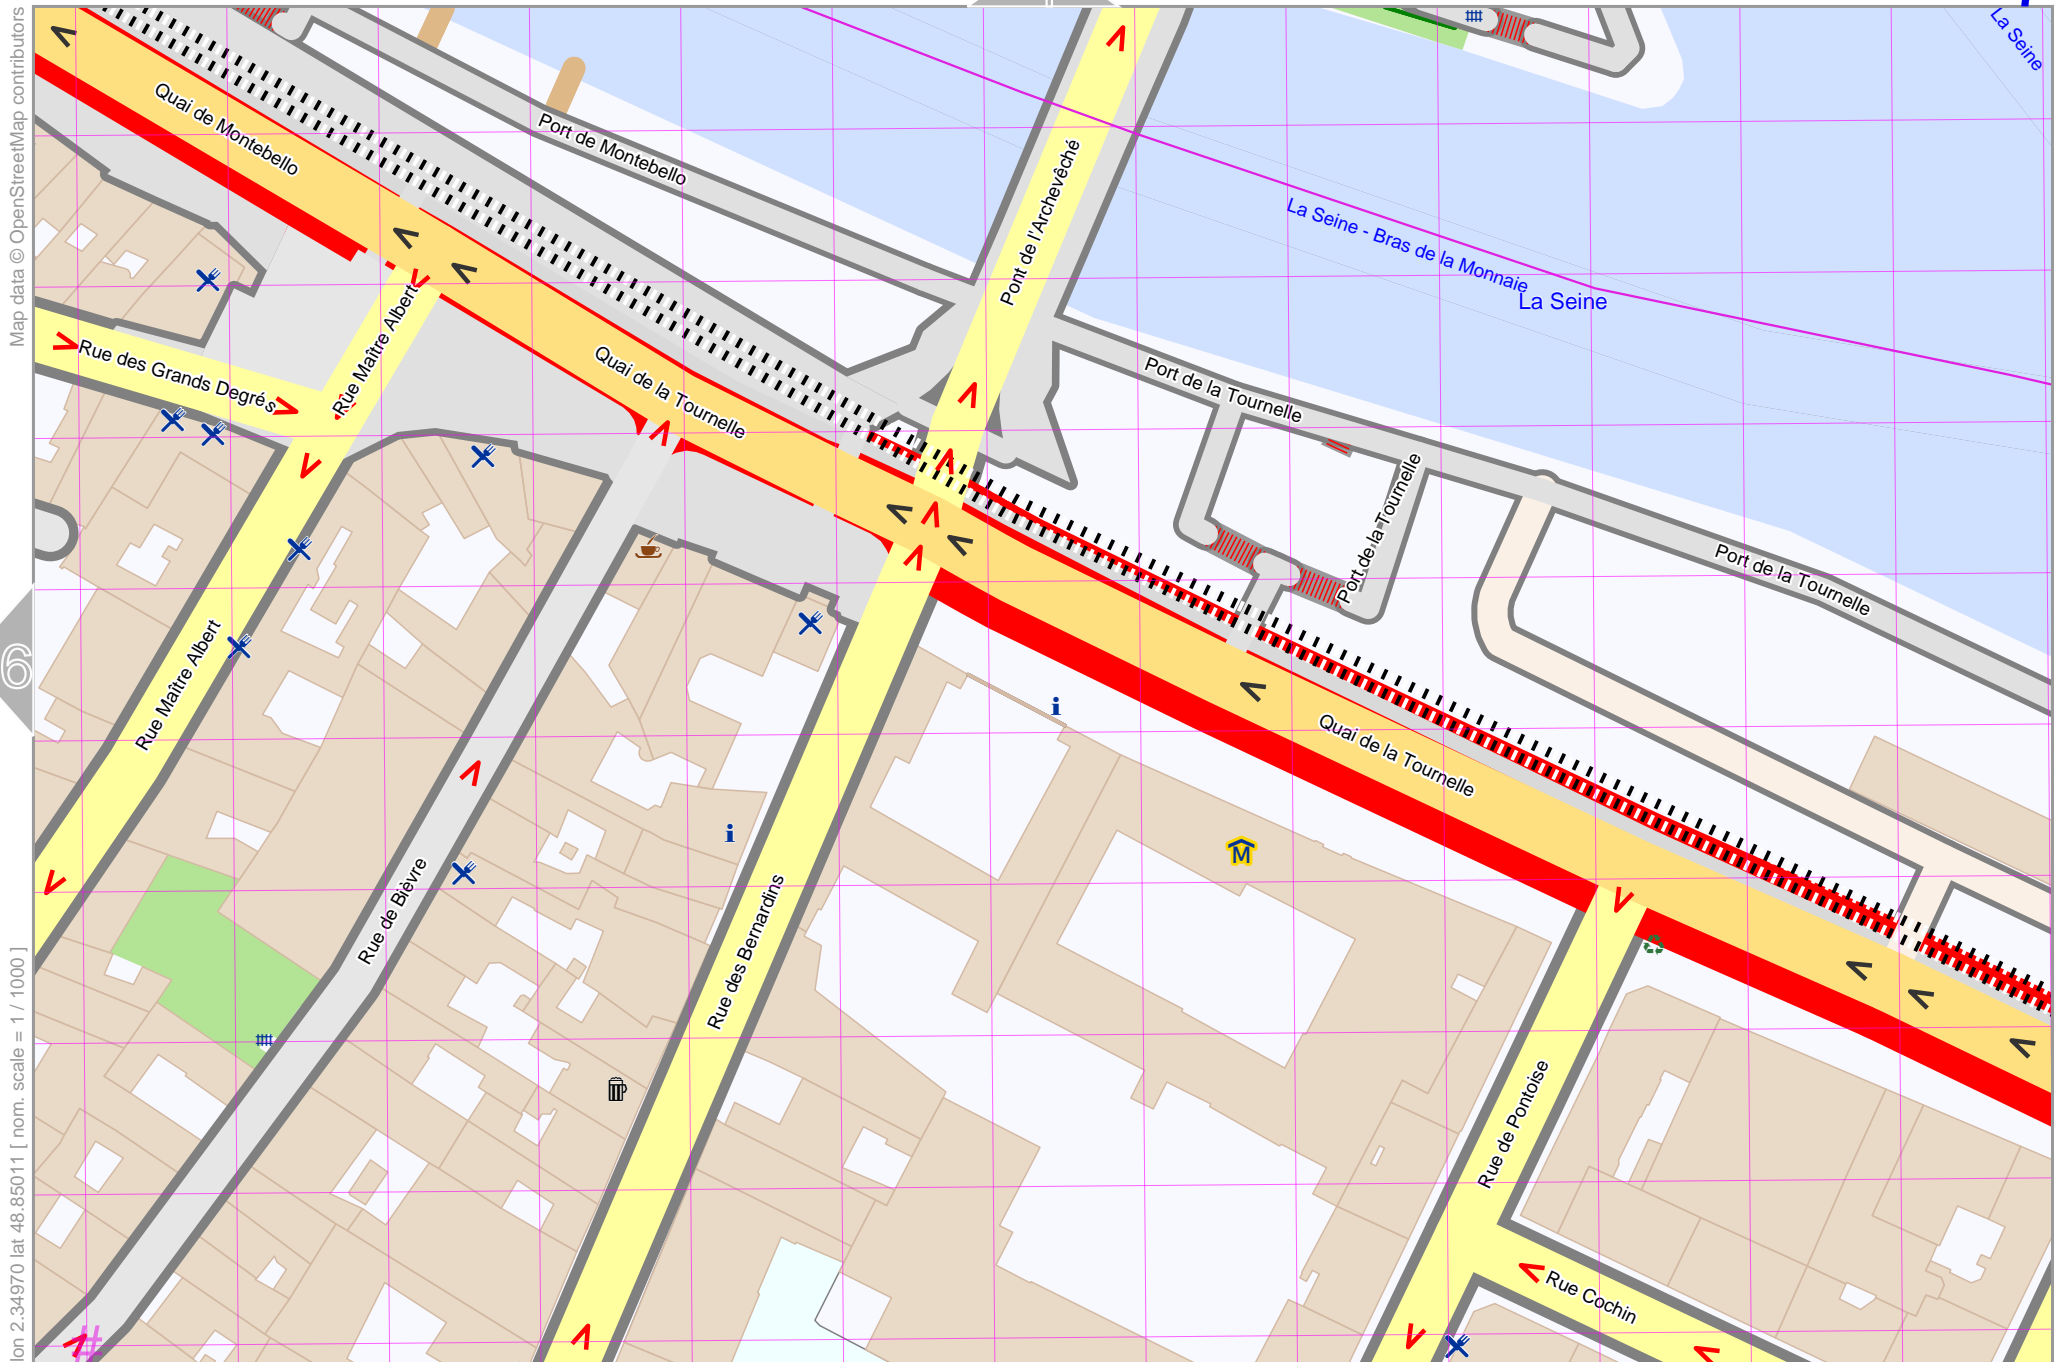 Map data © OpenStreetMap contributors
lon 2.34970 lat 48.85011 [ nom. scale = 1 / 1000 ]
6
La Seine
Quai de Montebello
Port de Montebello
Pont de l'Archevêché
La Seine - Bras de la Monnaie
La Seine
Rue Maître Albert
Rue des Grands Degrés
Quai de la Tournelle
Port de la Tournelle
Port de la Tournelle
Port de la Tournelle
Rue Maître Albert
Quai de la Tournelle
i
i
M
Rue de Bièvre
Rue des Bernardins
Rue de Pontoise
Rue Cochin
#